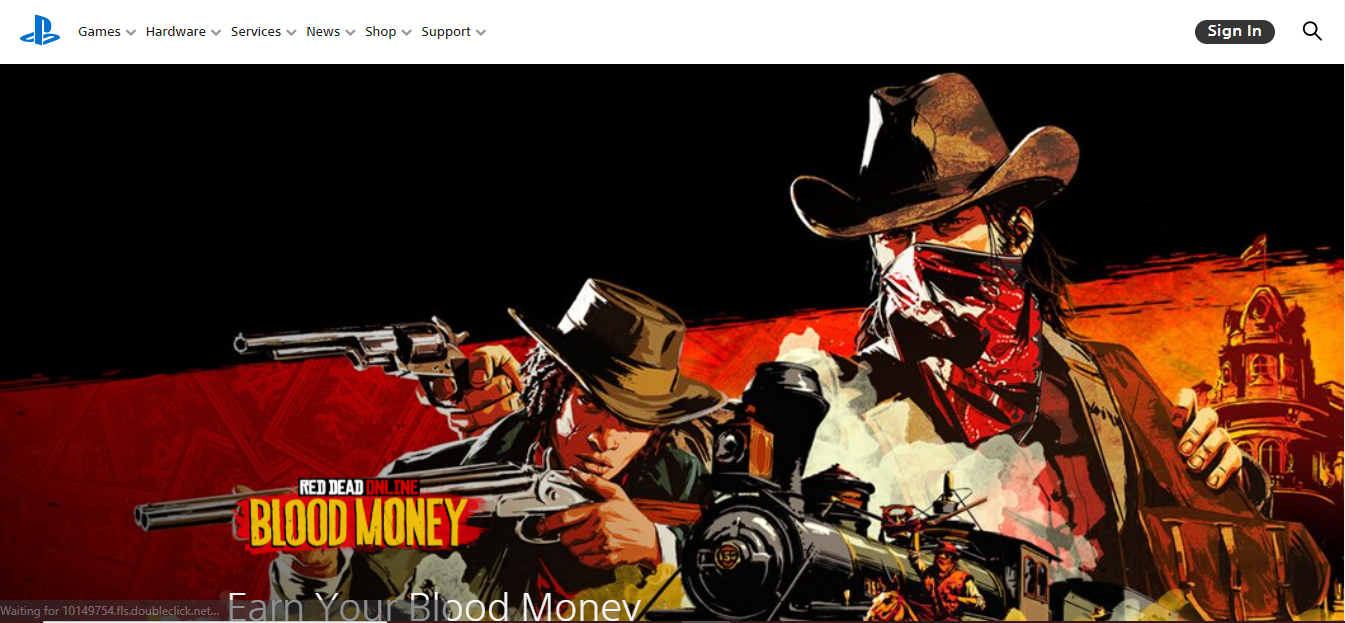 Games Hardware Services News Shop Support Sign In
RED DEAD ONLINE
BLOOD MONEY
Earn Your Blood Money
Waiting for 10149754.fls.doubleclick.net...